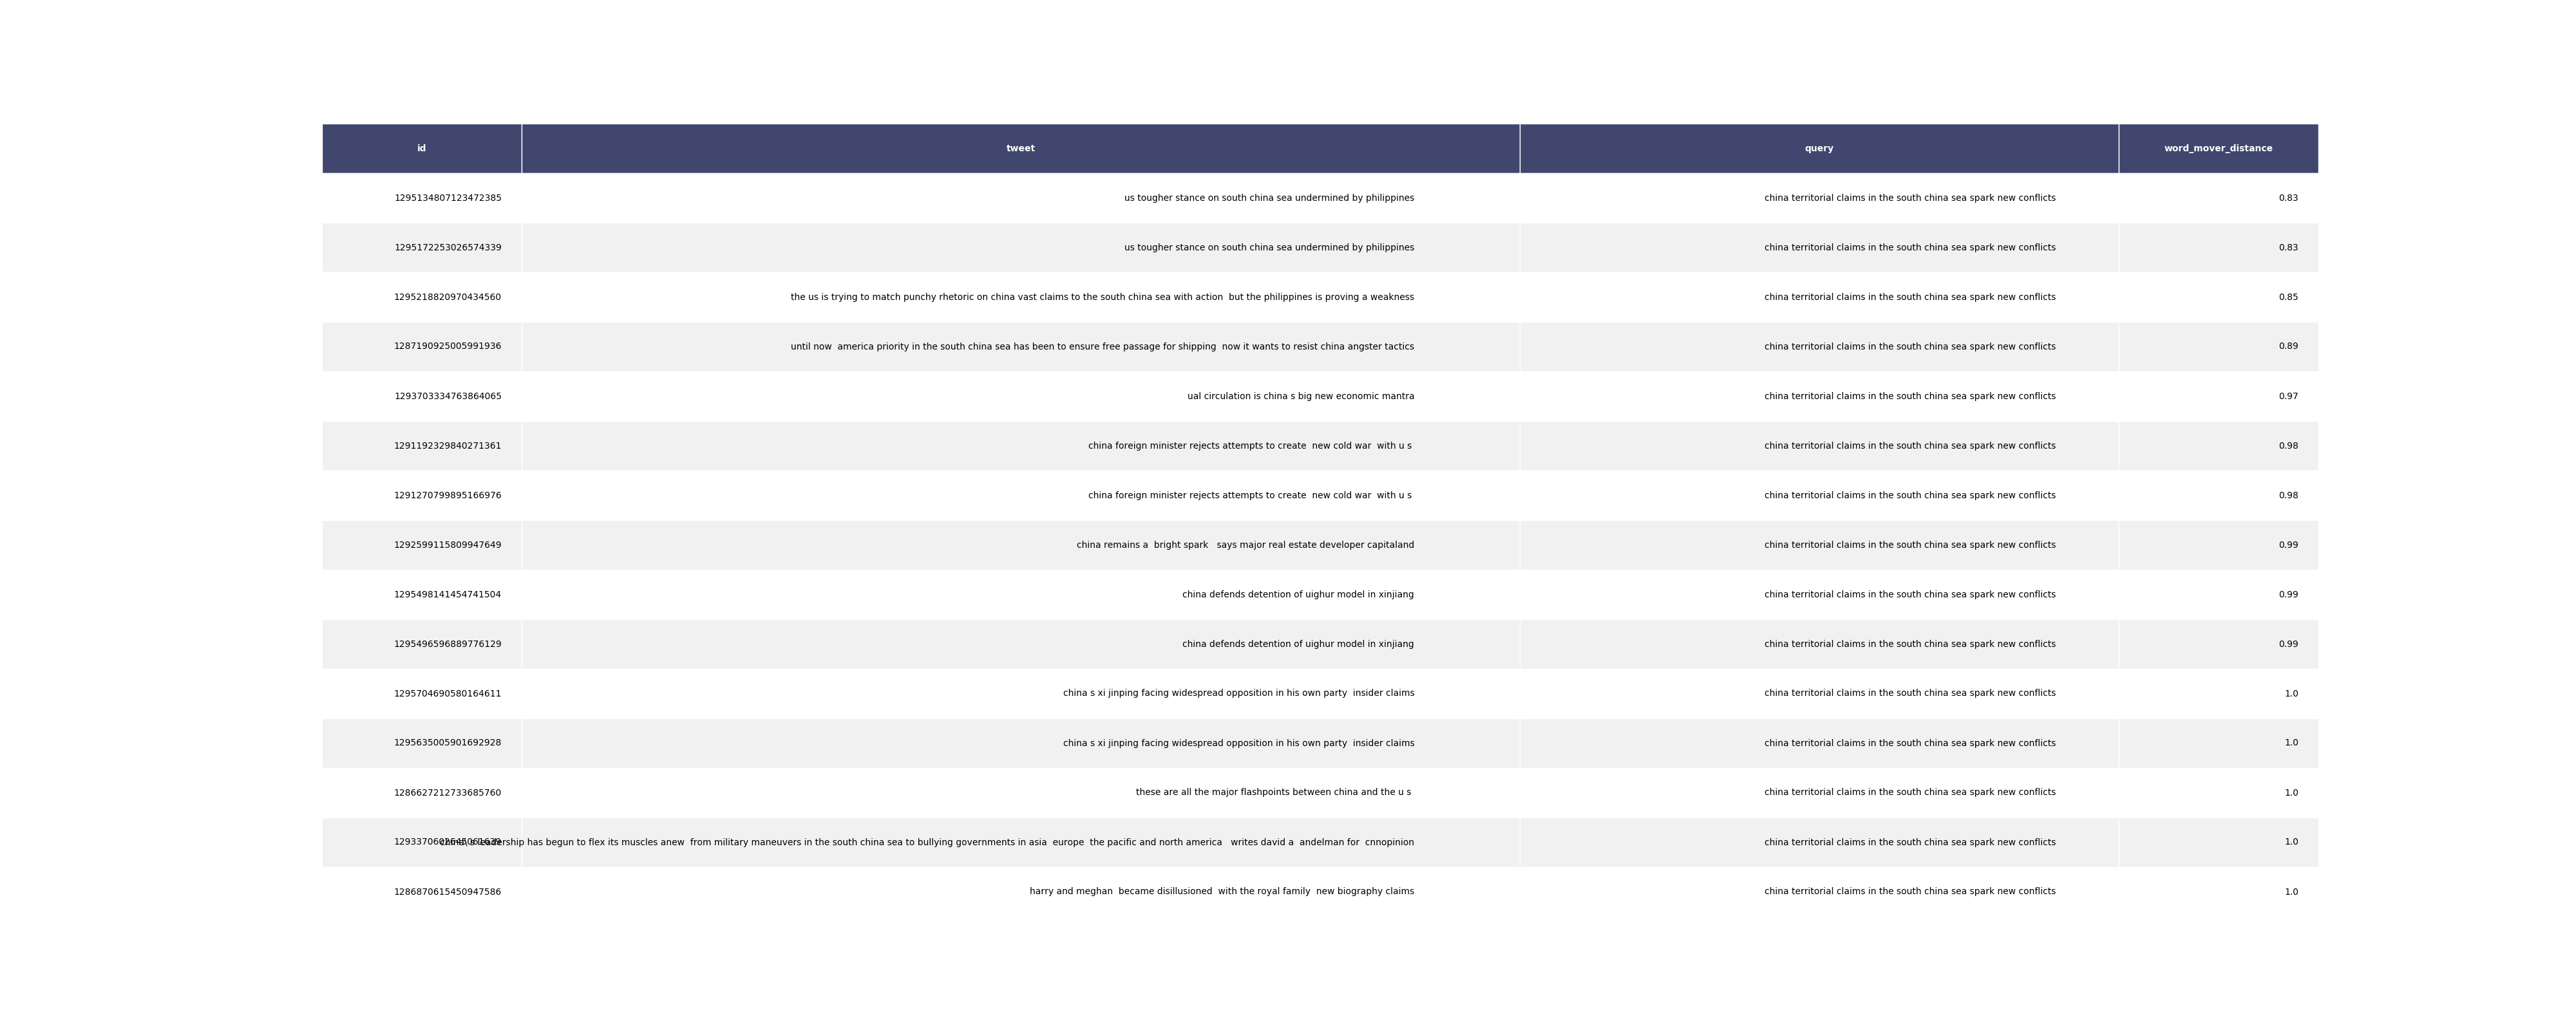 id tweet query word_mover_distance
1295134807123472385 us tougher stance on south china sea undermined by philippines china territorial claims in the south china sea spark new conflicts 0.83
1295172253026574339 us tougher stance on south china sea undermined by philippines china territorial claims in the south china sea spark new conflicts 0.83
1295218820970434560 the us is trying to match punchy rhetoric on china vast claims to the south china sea with action  but the philippines is proving a weakness china territorial claims in the south china sea spark new conflicts 0.85
1287190925005991936 until now  america priority in the south china sea has been to ensure free passage for shipping  now it wants to resist china angster tactics china territorial claims in the south china sea spark new conflicts 0.89
1293703334763864065 ual circulation is china s big new economic mantra china territorial claims in the south china sea spark new conflicts 0.97
1291192329840271361 china foreign minister rejects attempts to create  new cold war  with u s china territorial claims in the south china sea spark new conflicts 0.98
1291270799895166976 china foreign minister rejects attempts to create  new cold war  with u s china territorial claims in the south china sea spark new conflicts 0.98
1292599115809947649 china remains a  bright spark   says major real estate developer capitaland china territorial claims in the south china sea spark new conflicts 0.99
1295498141454741504 china defends detention of uighur model in xinjiang china territorial claims in the south china sea spark new conflicts 0.99
1295496596889776129 china defends detention of uighur model in xinjiang china territorial claims in the south china sea spark new conflicts 0.99
1295704690580164611 china s xi jinping facing widespread opposition in his own party  insider claims china territorial claims in the south china sea spark new conflicts 1.0
1295635005901692928 china s xi jinping facing widespread opposition in his own party  insider claims china territorial claims in the south china sea spark new conflicts 1.0
1286627212733685760 these are all the major flashpoints between china and the u s china territorial claims in the south china sea spark new conflicts 1.0
leadership has begun to flex its muscles anew  from military maneuvers in the south china sea to bullying governments in asia  europe  the pacific and north america   writes david a  andelman for  cnnopinion china territorial claims in the south china sea spark new conflicts 1.0
1286870615450947586 harry and meghan  became disillusioned  with the royal family  new biography claims china territorial claims in the south china sea spark new conflicts 1.0